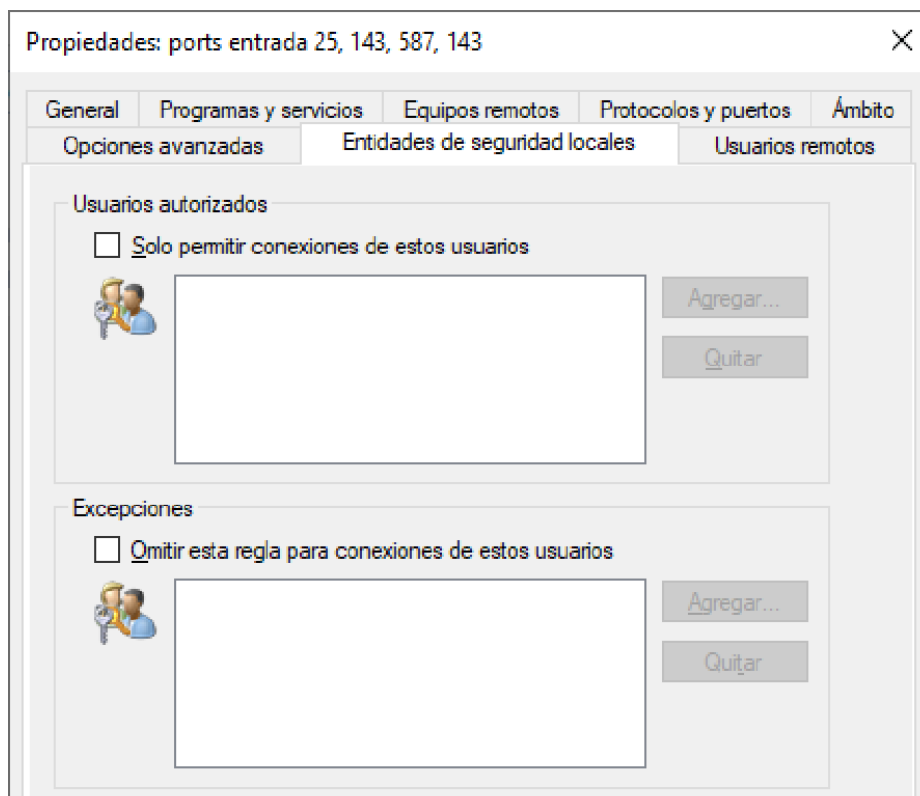 Propiedades: ports entrada 25, 143, 587, 143
General Programas y servicios Equipos remotos Protocolos y puertos Ámbito
Opciones avanzadas Entidades de seguridad locales Usuarios remotos
Usuarios autorizados
Solo permitir conexiones de estos usuarios
Agregar...
Quitar
Excepciones
Omitir esta regla para conexiones de estos usuarios
Agregar...
Quitar